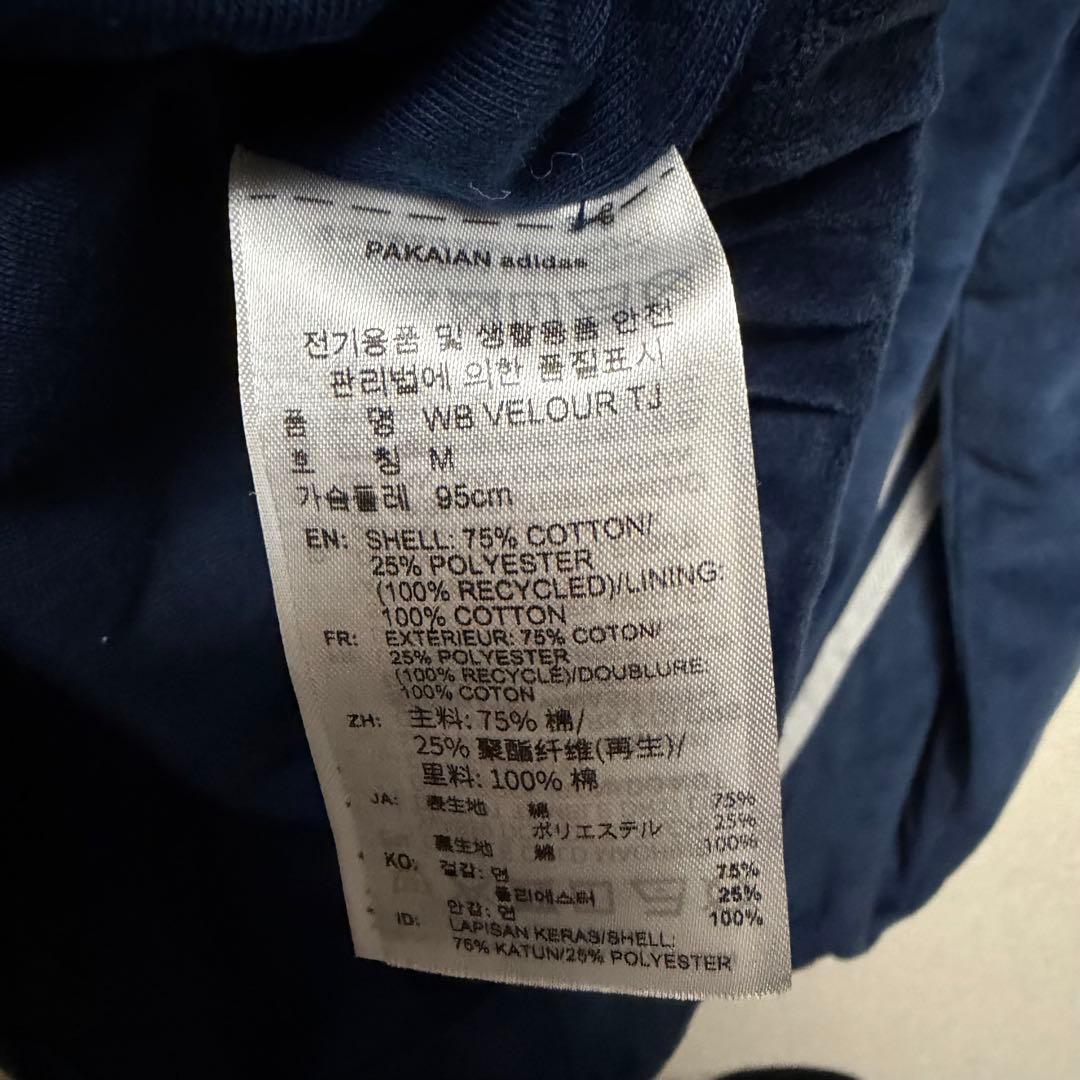 PAKAIAN adidas
전기용품 및 생활용품 안전
관리법에 의한 품질표시
품 명 WB VELOUR TJ
호 칭 M
가슴둘레 95cm
EN: SHELL: 75% COTTON/
25% POLYESTER
(100% RECYCLED)/LINING:
100% COTTON
FR: EXTÉRIEUR: 75% COTON/
25% POLYESTER
(100% RECYCLÉ)/DOUBLURE:
100% COTON
ZH: 主料: 75% 棉/
25% 聚酯纤维(再生)/
里料: 100% 棉
JA: 表生地 綿 75%
ポリエステル 25%
裏生地 綿 100%
KO: 겉감: 면 75%
폴리에스터 25%
안감: 면 100%
ID: LAPISAN KERAS/SHELL:
75% KATUN/25% POLYESTER